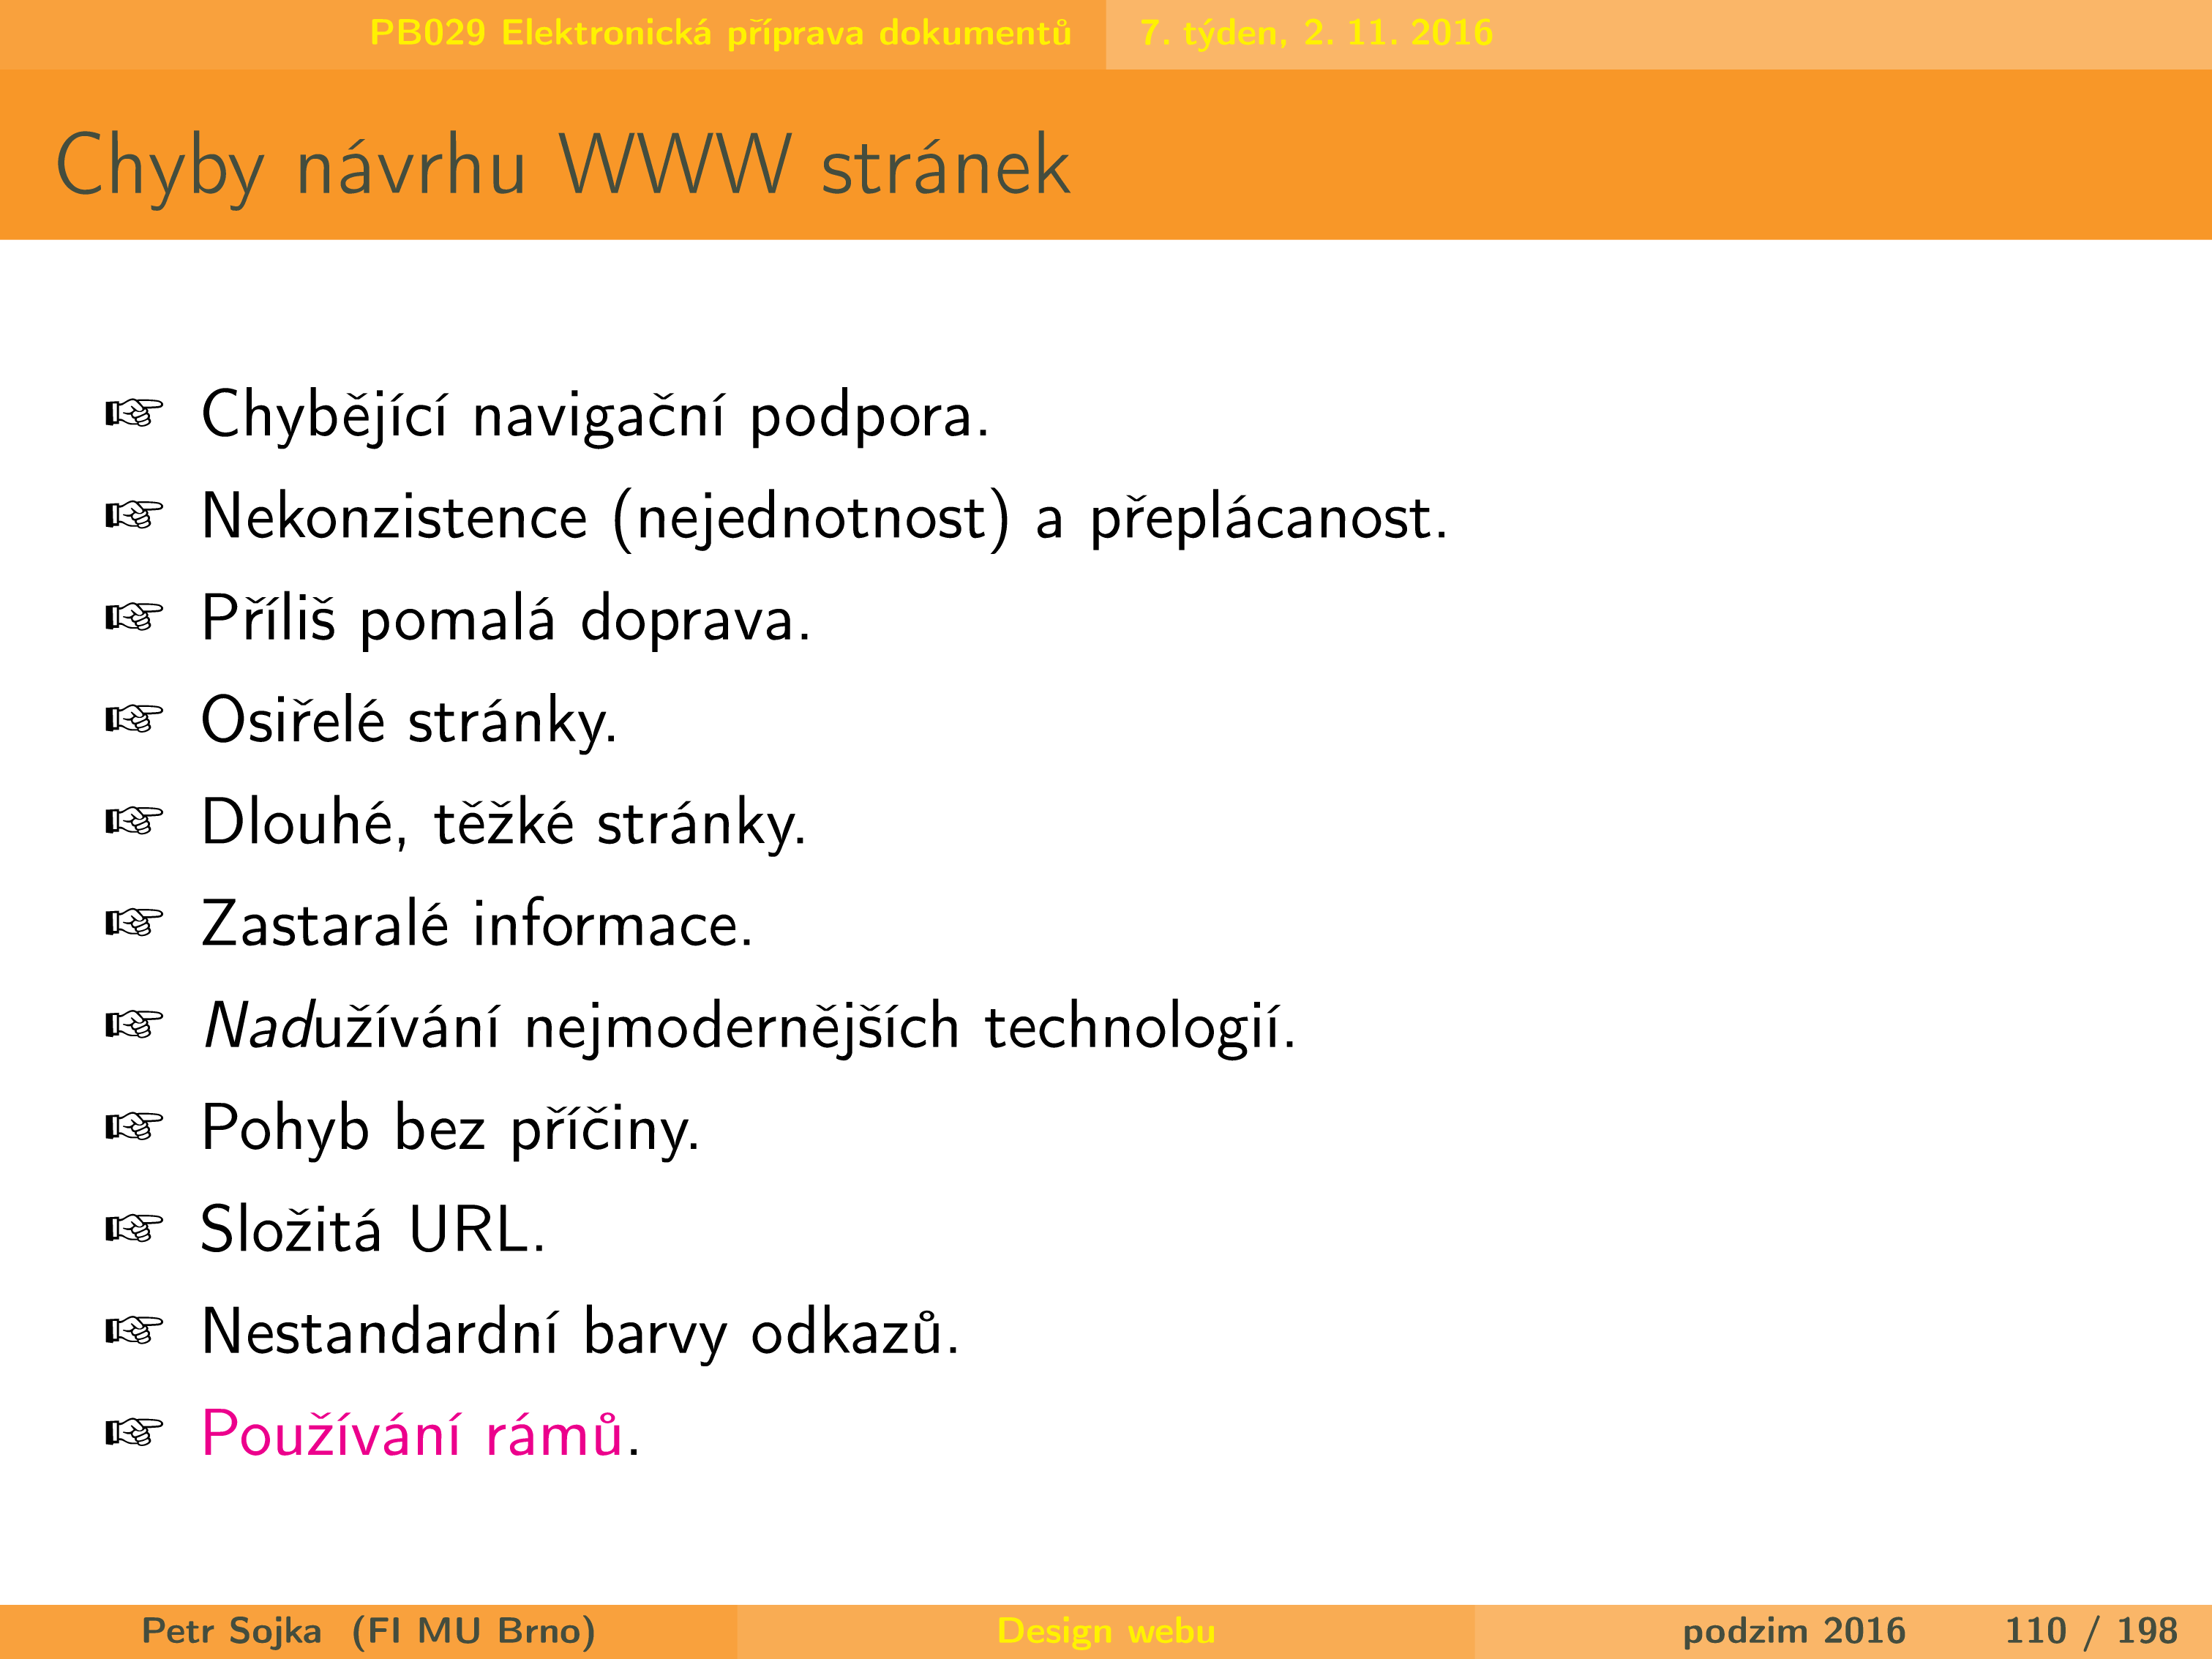 PB029 Elektronická příprava dokumentů 7. týden, 2. 11. 2016
Chyby návrhu WWW stránek
☞ Chybějící navigační podpora.
☞ Nekonzistence (nejednotnost) a přeplácanost.
☞ Příliš pomalá doprava.
☞ Osiřelé stránky.
☞ Dlouhé, těžké stránky.
☞ Zastaralé informace.
☞ Nadužívání nejmodernějších technologií.
☞ Pohyb bez příčiny.
☞ Složitá URL.
☞ Nestandardní barvy odkazů.
☞ Používání rámů.
Petr Sojka (FI MU Brno) Design webu podzim 2016 110 / 198